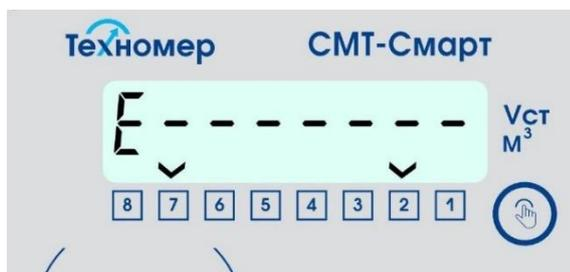 Техномер
СМТ-Смарт
E - - - - - - -
Vст
м³
8 7 6 5 4 3 2 1